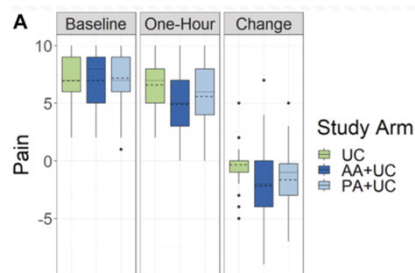 A
Baseline One-Hour Change
10
5
0
-5
Pain
Study Arm
UC
AA+UC
PA+UC